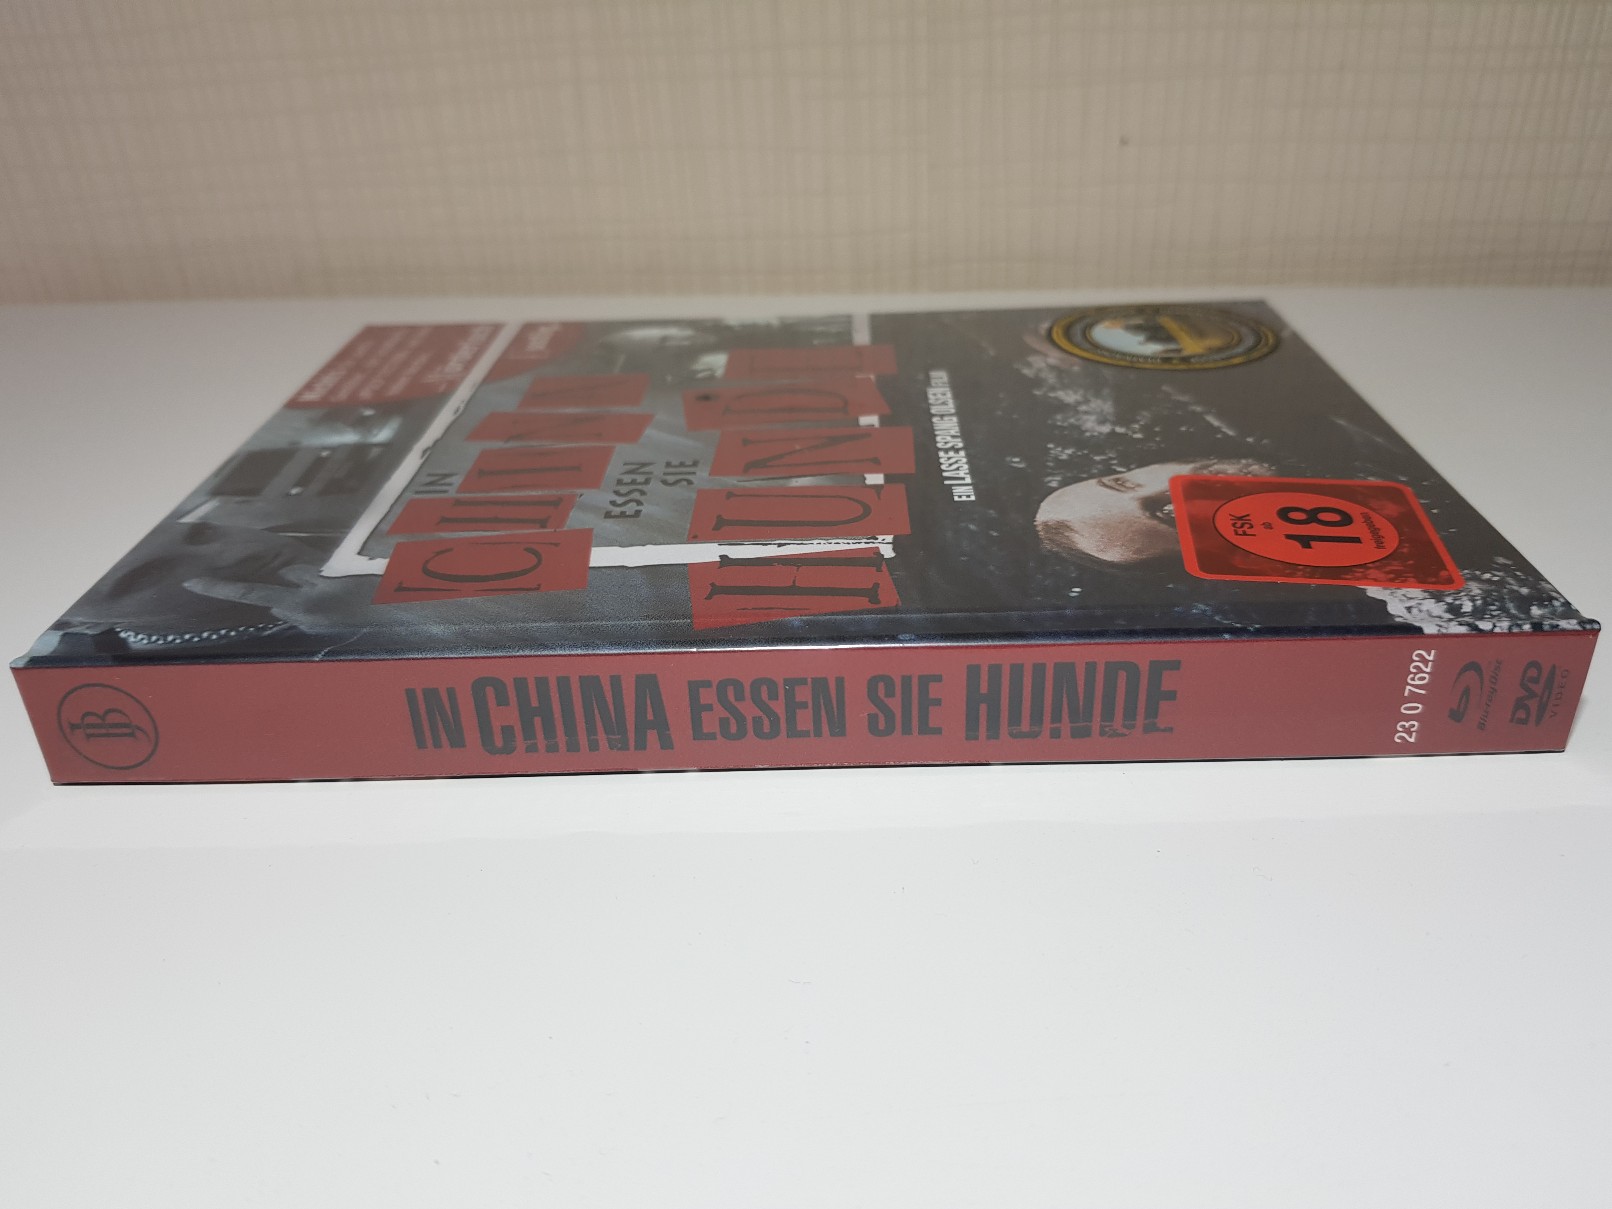 IN
CHINA
ESSEN
SIE
HUNDE
EIN LASSE SPANG OLSEN FILM
FSK
ab
18
freigegeben
IN CHINA ESSEN SIE HUNDE
23 0 7622
Blu-ray Disc
DVD
VIDEO